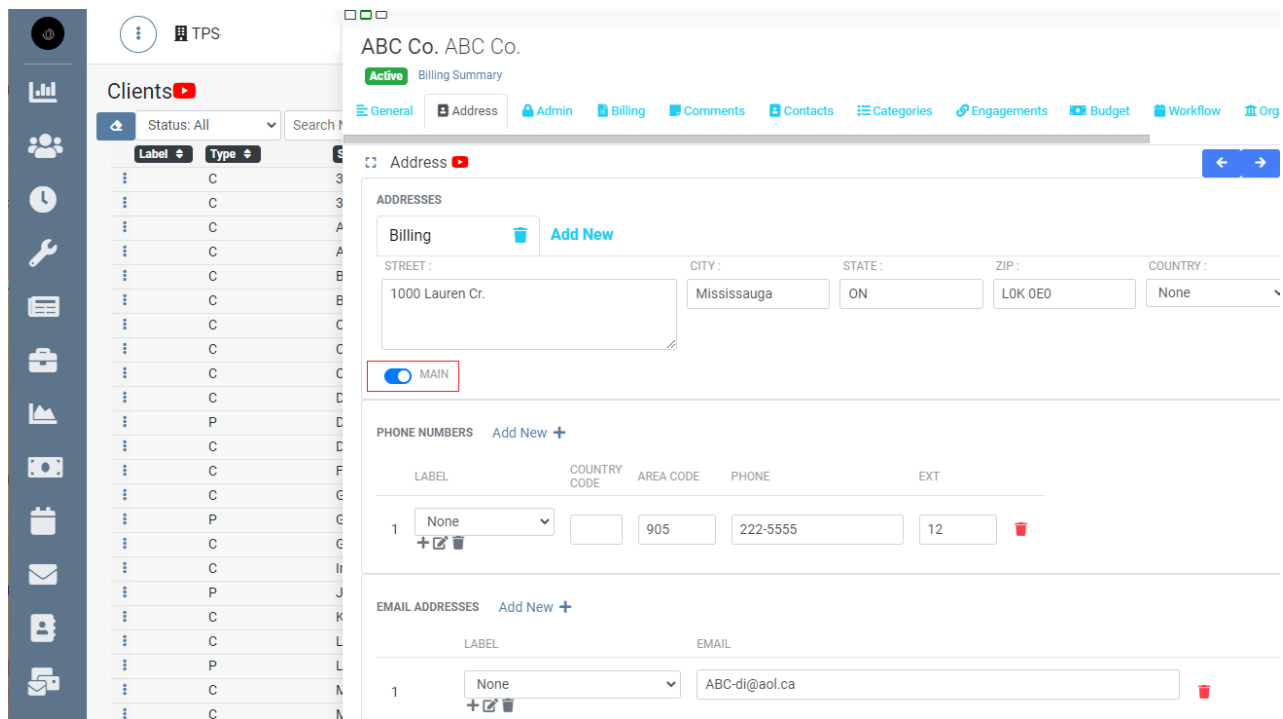 TPS
Clients
Status: All
Search
Label
Type
C
C
C
C
C
C
C
C
C
C
P
C
C
C
P
C
C
P
C
C
P
C
C
ABC Co. ABC Co.
Active Billing Summary
General Address Admin Billing Comments Contacts Categories Engagements Budget Workflow
Address
ADDRESSES
Billing Add New
STREET : CITY : STATE : ZIP : COUNTRY :
1000 Lauren Cr. Mississauga ON L0K 0E0 None
MAIN
PHONE NUMBERS Add New
LABEL COUNTRY CODE AREA CODE PHONE EXT
1 None 905 222-5555 12
EMAIL ADDRESSES Add New
LABEL EMAIL
1 None ABC-di@aol.ca